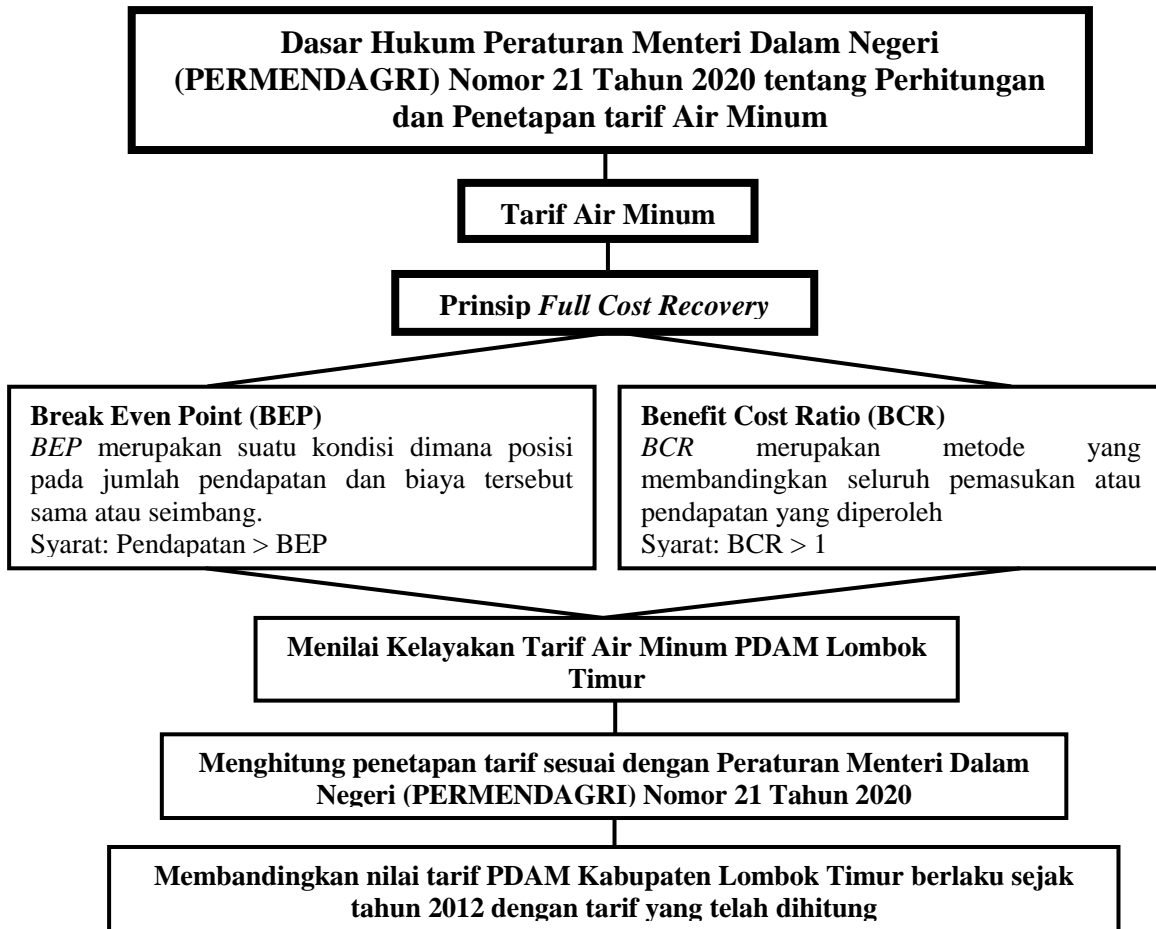 Dasar Hukum Peraturan Menteri Dalam Negeri
(PERMENDAGRI) Nomor 21 Tahun 2020 tentang Perhitungan
dan Penetapan tarif Air Minum
Tarif Air Minum
Prinsip Full Cost Recovery
Break Even Point (BEP)
BEP merupakan suatu kondisi dimana posisi
pada jumlah pendapatan dan biaya tersebut
sama atau seimbang.
Syarat: Pendapatan > BEP
Benefit Cost Ratio (BCR)
BCR merupakan metode yang
membandingkan seluruh pemasukan atau
pendapatan yang diperoleh
Syarat: BCR > 1
Menilai Kelayakan Tarif Air Minum PDAM Lombok
Timur
Menghitung penetapan tarif sesuai dengan Peraturan Menteri Dalam
Negeri (PERMENDAGRI) Nomor 21 Tahun 2020
Membandingkan nilai tarif PDAM Kabupaten Lombok Timur berlaku sejak
tahun 2012 dengan tarif yang telah dihitung